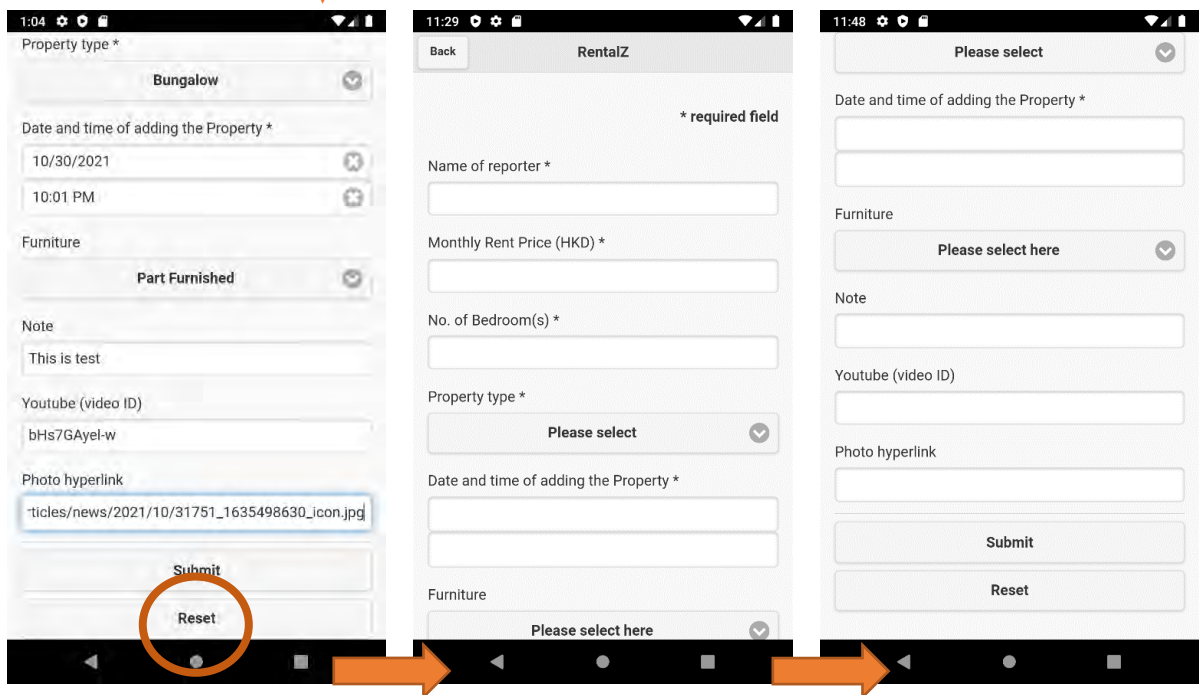 1:04
Property type *
Bungalow
Date and time of adding the Property *
10/30/2021
10:01 PM
Furniture
Part Furnished
Note
This is test
Youtube (video ID)
bHs7GAyel-w
Photo hyperlink
ticles/news/2021/10/31751_1635498630_icon.jpg
Submit
Reset
11:29
Back
RentalZ
* required field
Name of reporter *
Monthly Rent Price (HKD) *
No. of Bedroom(s) *
Property type *
Please select
Date and time of adding the Property *
Furniture
Please select here
11:48
Please select
Date and time of adding the Property *
Furniture
Please select here
Note
Youtube (video ID)
Photo hyperlink
Submit
Reset